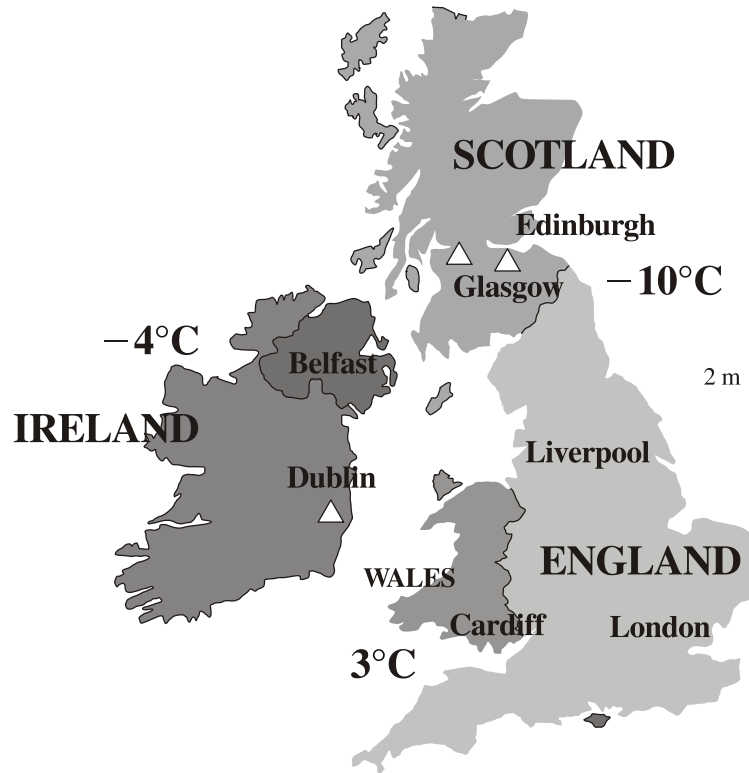 SCOTLAND
Edinburgh
Glasgow
−10°C
−4°C
Belfast
2 m
IRELAND
Liverpool
Dublin
ENGLAND
WALES
Cardiff
London
3°C